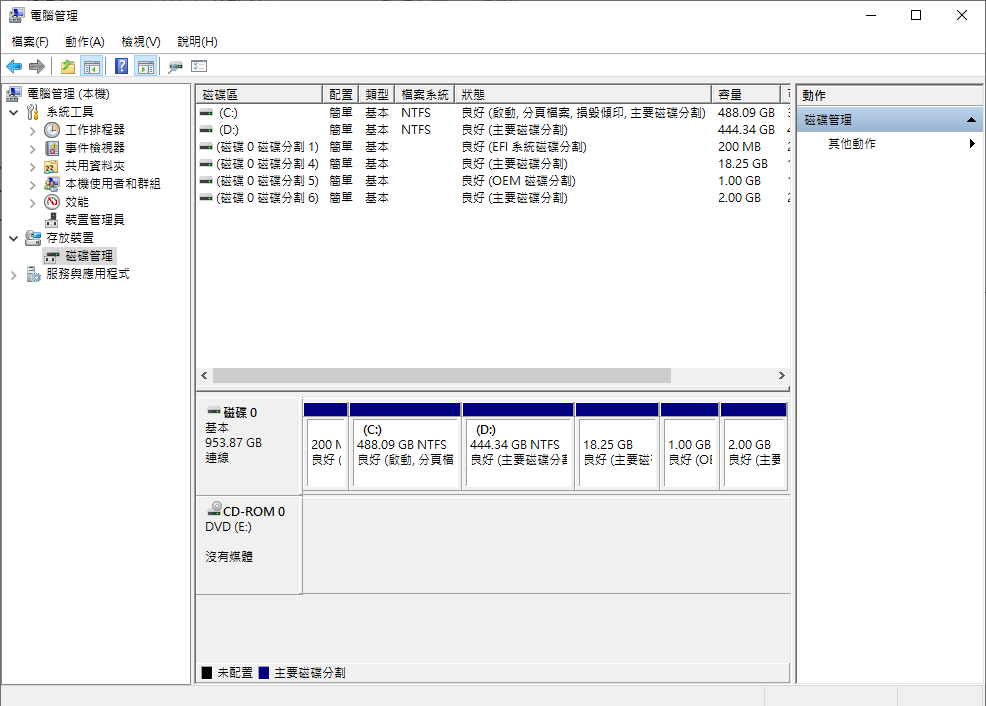 電腦管理
檔案(F) 動作(A) 檢視(V) 說明(H)
電腦管理 (本機)
系統工具
工作排程器
事件檢視器
共用資料夾
本機使用者和群組
效能
裝置管理員
存放裝置
磁碟管理
服務與應用程式
磁碟區 配置 類型 檔案系統 狀態 容量
(C:) 簡單 基本 NTFS 良好 (啟動, 分頁檔案, 損毀傾印, 主要磁碟分割) 488.09 GB
(D:) 簡單 基本 NTFS 良好 (主要磁碟分割) 444.34 GB
(磁碟 0 磁碟分割 1) 簡單 基本 良好 (EFI 系統磁碟分割) 200 MB
(磁碟 0 磁碟分割 4) 簡單 基本 良好 (主要磁碟分割) 18.25 GB
(磁碟 0 磁碟分割 5) 簡單 基本 良好 (OEM 磁碟分割) 1.00 GB
(磁碟 0 磁碟分割 6) 簡單 基本 良好 (主要磁碟分割) 2.00 GB
磁碟 0
基本
953.87 GB
連線
200
良好 (
(C:)
488.09 GB NTFS
良好 (啟動, 分頁檔
(D:)
444.34 GB NTFS
良好 (主要磁碟分割
18.25 GB
良好 (主要磁
1.00 GB
良好 (OE
2.00 GB
良好 (主要
CD-ROM 0
DVD (E:)
沒有媒體
未配置 主要磁碟分割
動作
磁碟管理
其他動作